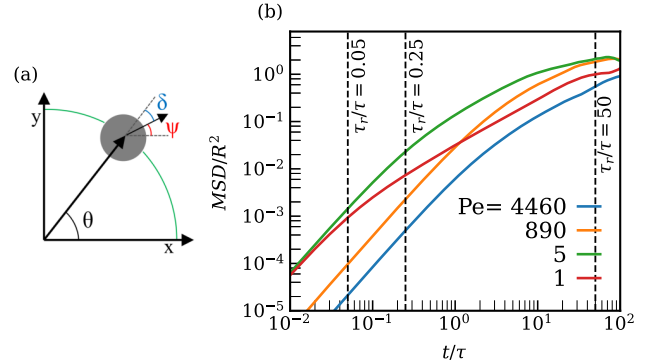 (a)
y
δ
ψ
θ
x
(b)
MSD/R²
10⁰
10⁻¹
10⁻²
10⁻³
10⁻⁴
10⁻⁵
τᵣ/τ = 0.05
τᵣ/τ = 0.25
τᵣ/τ = 50
Pe= 4460
890
5
1
10⁻² 10⁻¹ 10⁰ 10¹ 10²
t/τ